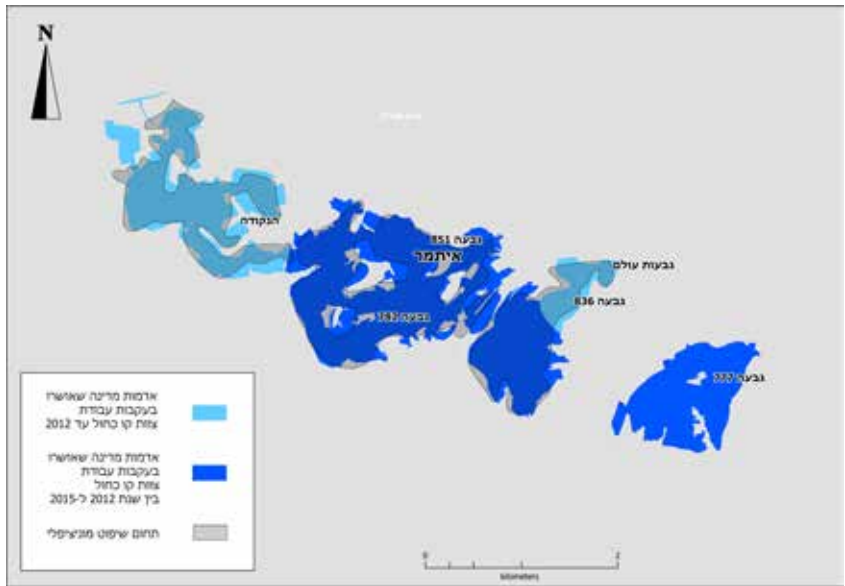 N
הנקודה
גבעה 851
איתמר
גבעה 792
גבעות עולם
גבעה 836
גבעה 777
אדמות מדינה שאושרו
בעקבות עבודת
צוות קו כחול עד 2012
אדמות מדינה שאושרו
בעקבות עבודת
צוות קו כחול
בין שנת 2012 ל-2015
תחום שיפוט מוניציפלי
0
2
kilometers